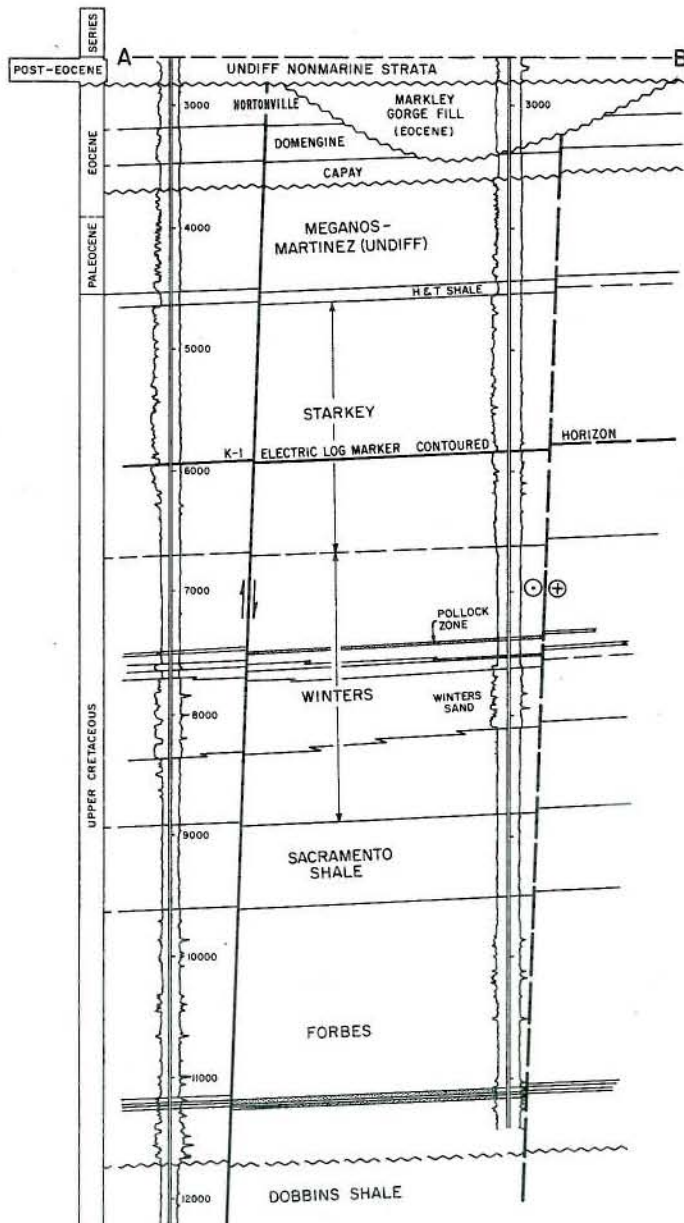 SERIES
A
B
POST-EOCENE
UNDIFF NONMARINE STRATA
EOCENE
3000
NORTONVILLE
MARKLEY
GORGE FILL
(EOCENE)
3000
DOMENGINE
CAPAY
PALEOCENE
4000
MEGANOS-
MARTINEZ (UNDIFF)
H&T SHALE
5000
STARKEY
K-1 ELECTRIC LOG MARKER CONTOURED HORIZON
6000
7000
POLLOCK
ZONE
WINTERS
WINTERS
SAND
8000
UPPER CRETACEOUS
9000
SACRAMENTO
SHALE
10000
FORBES
11000
DOBBINS SHALE
12000